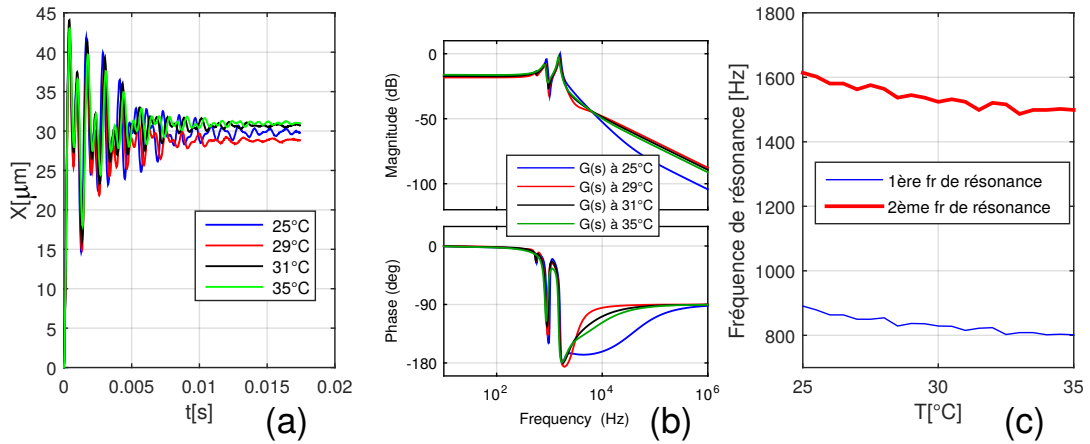 45
40
35
30
25
20
15
10
5
0
X[μm]
0 0.005 0.01 0.015 0.02
t[s]
25°C
29°C
31°C
35°C
(a)
0
-50
-100
Magnitude (dB)
G(s) à 25°C
G(s) à 29°C
G(s) à 31°C
G(s) à 35°C
0
-90
-180
Phase (deg)
10² 10⁴ 10⁶
Frequency (Hz)
(b)
1800
1600
1400
1200
1000
800
Fréquence de résonance [Hz]
1ère fr de résonance
2ème fr de résonance
25 30 35
T[°C]
(c)